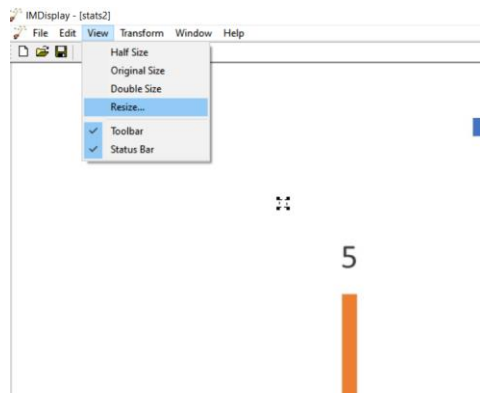 IMDisplay - [stats2]
File Edit View Transform Window Help
Half Size
Original Size
Double Size
Resize...
Toolbar
Status Bar
5